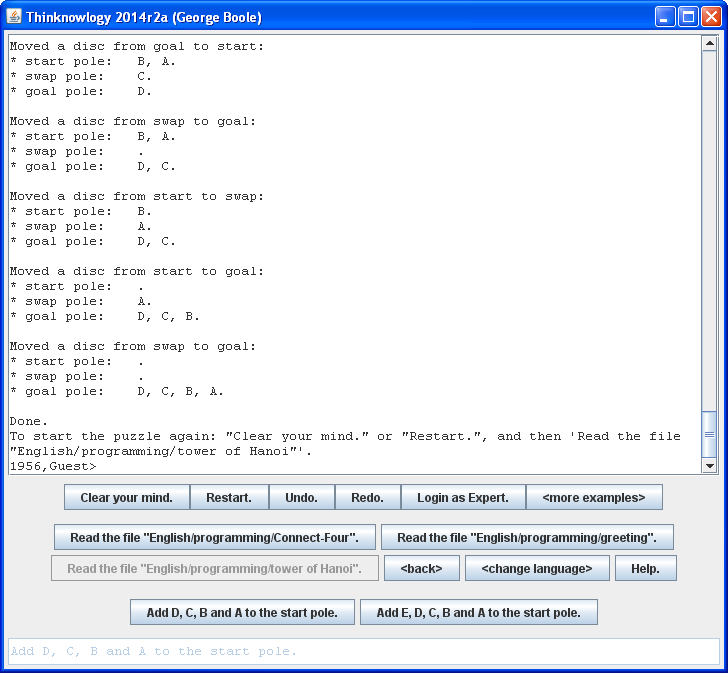 Thinknowlogy 2014r2a (George Boole)
Moved a disc from goal to start:
* start pole:   B, A.
* swap pole:    C.
* goal pole:    D.
Moved a disc from swap to goal:
* start pole:   B, A.
* swap pole:    .
* goal pole:    D, C.
Moved a disc from start to swap:
* start pole:   B.
* swap pole:    A.
* goal pole:    D, C.
Moved a disc from start to goal:
* start pole:   .
* swap pole:    A.
* goal pole:    D, C, B.
Moved a disc from swap to goal:
* start pole:   .
* swap pole:    .
* goal pole:    D, C, B, A.
Done.
To start the puzzle again: "Clear your mind." or "Restart.", and then 'Read the file
"English/programming/tower of Hanoi"'.
1956,Guest>
Clear your mind. Restart. Undo. Redo. Login as Expert. <more examples>
Read the file "English/programming/Connect-Four". Read the file "English/programming/greeting".
Read the file "English/programming/tower of Hanoi". <back> <change language> Help.
Add D, C, B and A to the start pole. Add E, D, C, B and A to the start pole.
Add D, C, B and A to the start pole.